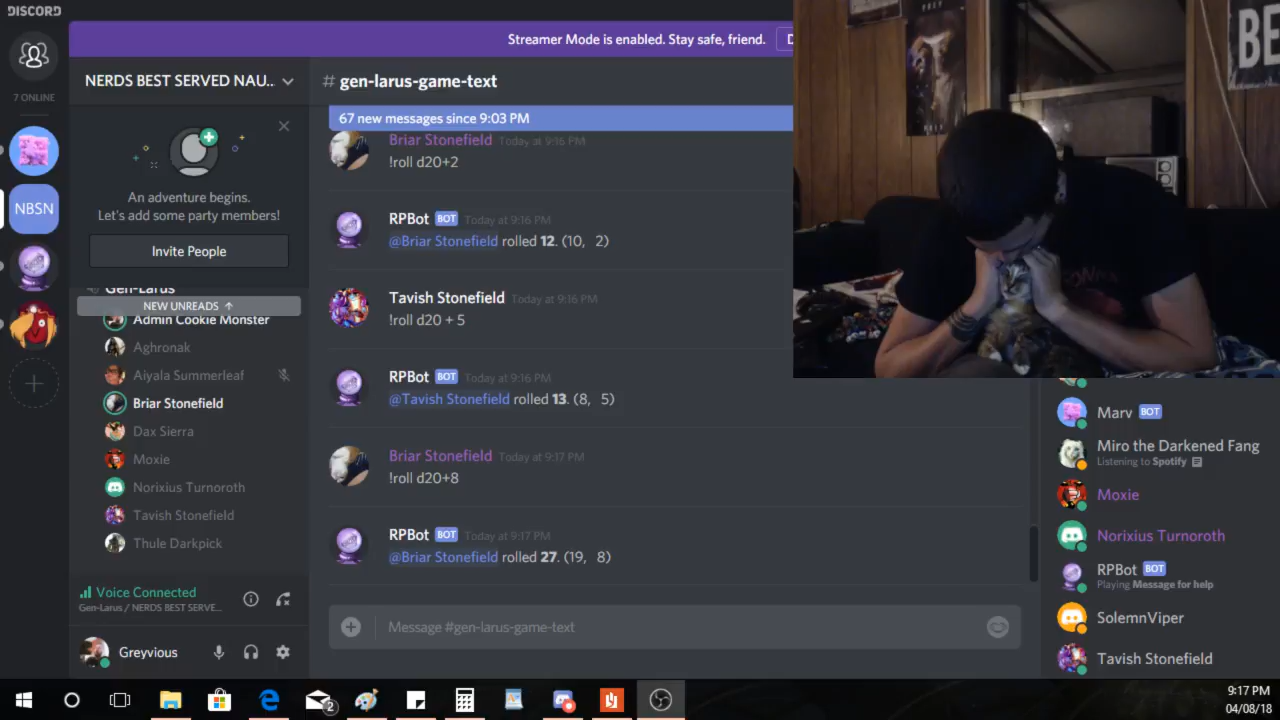 DISCORD
7 ONLINE
NBSN
NERDS BEST SERVED NAU...
An adventure begins.
Let's add some party members!
Invite People
Gen-Larus
NEW UNREADS ↑
Admin Cookie Monster
Aghronak
Aiyala Summerleaf
Briar Stonefield
Dax Sierra
Moxie
Norixius Turnoroth
Tavish Stonefield
Thule Darkpick
Voice Connected
Gen-Larus / NERDS BEST SERVE...
Greyvious
Streamer Mode is enabled. Stay safe, friend.
D
# gen-larus-game-text
67 new messages since 9:03 PM
Briar Stonefield Today at 9:16 PM
!roll d20+2
RPBot BOT Today at 9:16 PM
@Briar Stonefield rolled 12. (10, 2)
Tavish Stonefield Today at 9:16 PM
!roll d20 + 5
RPBot BOT Today at 9:16 PM
@Tavish Stonefield rolled 13. (8, 5)
Briar Stonefield Today at 9:17 PM
!roll d20+8
RPBot BOT Today at 9:17 PM
@Briar Stonefield rolled 27. (19, 8)
Message #gen-larus-game-text
PREY
BE
Marv BOT
Miro the Darkened Fang
Listening to Spotify
Moxie
Norixius Turnoroth
RPBot BOT
Playing Message for help
SolemnViper
Tavish Stonefield
2
9:17 PM
04/08/18